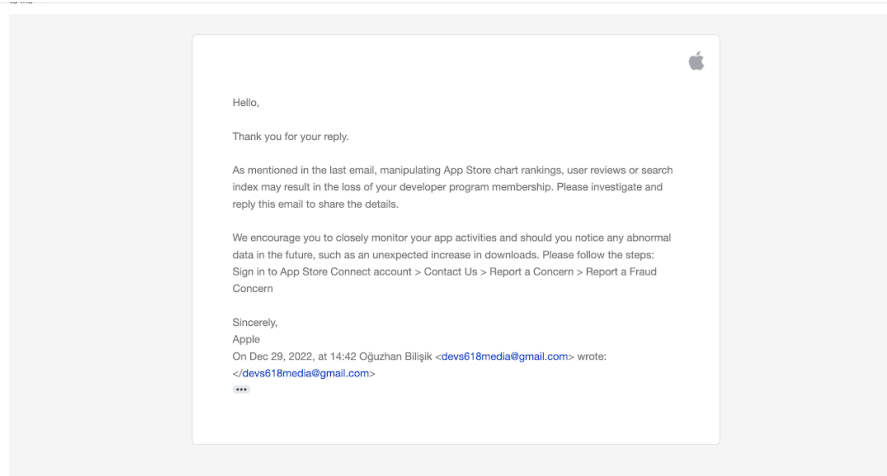 Hello,
Thank you for your reply.
As mentioned in the last email, manipulating App Store chart rankings, user reviews or search
index may result in the loss of your developer program membership. Please investigate and
reply this email to share the details.
We encourage you to closely monitor your app activities and should you notice any abnormal
data in the future, such as an unexpected increase in downloads. Please follow the steps:
Sign in to App Store Connect account > Contact Us > Report a Concern > Report a Fraud
Concern
Sincerely,
Apple
On Dec 29, 2022, at 14:42 Oğuzhan Bilişik <devs618media@gmail.com> wrote:
</devs618media@gmail.com>